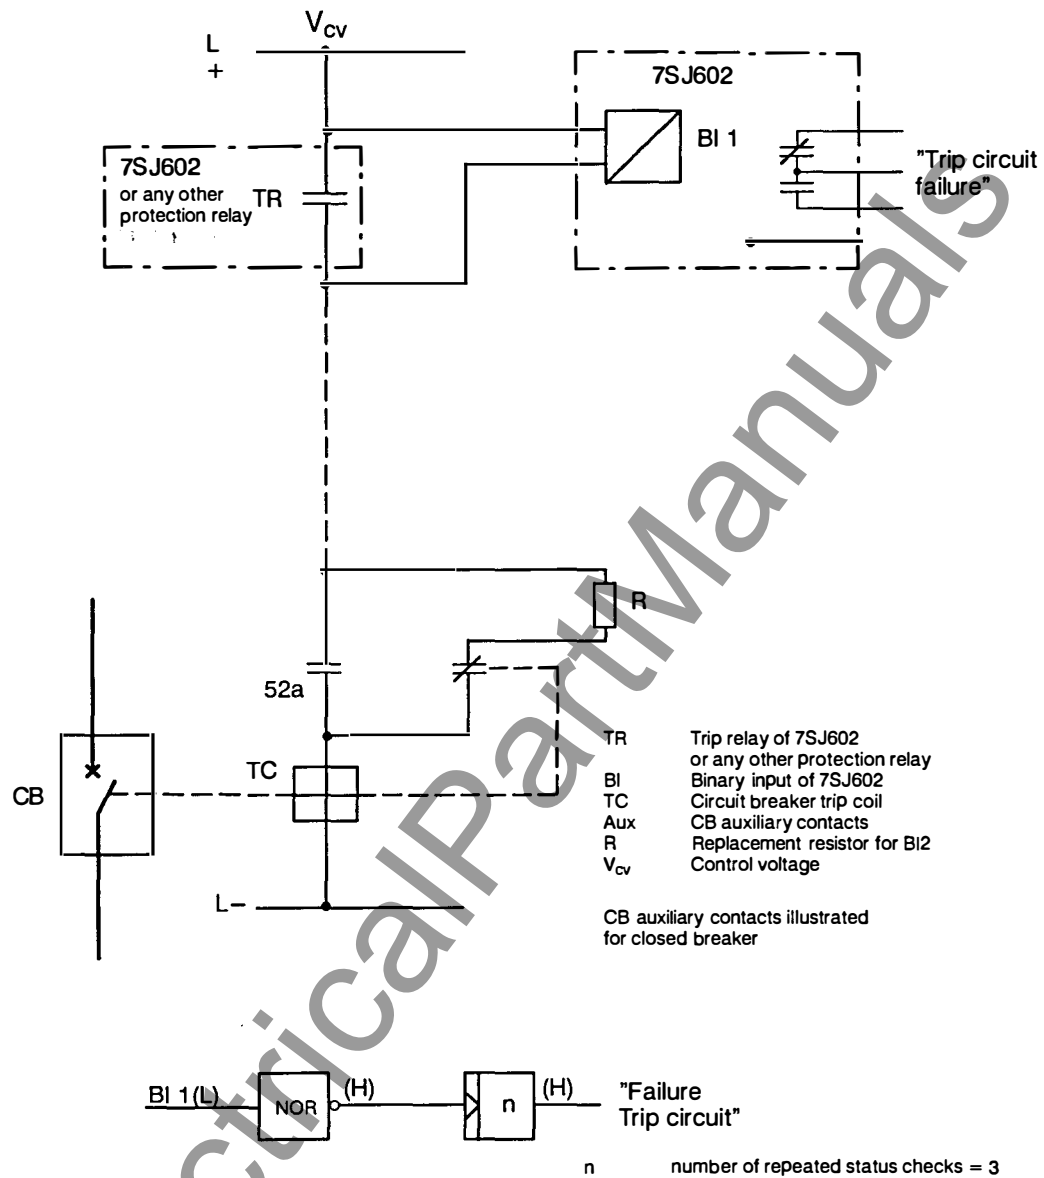 V_CV
L
+
7SJ602
BI 1
7SJ602
or any other
protection relay
TR
"Trip circuit
failure"
R
52a
TC
CB
TR Trip relay of 7SJ602
or any other protection relay
BI Binary input of 7SJ602
TC Circuit breaker trip coil
Aux CB auxiliary contacts
R Replacement resistor for BI2
V_cv Control voltage
L−
CB auxiliary contacts illustrated
for closed breaker
BI 1(L)
NOR
(H)
n
(H)
"Failure
Trip circuit"
n number of repeated status checks = 3
ctricalPartManuals